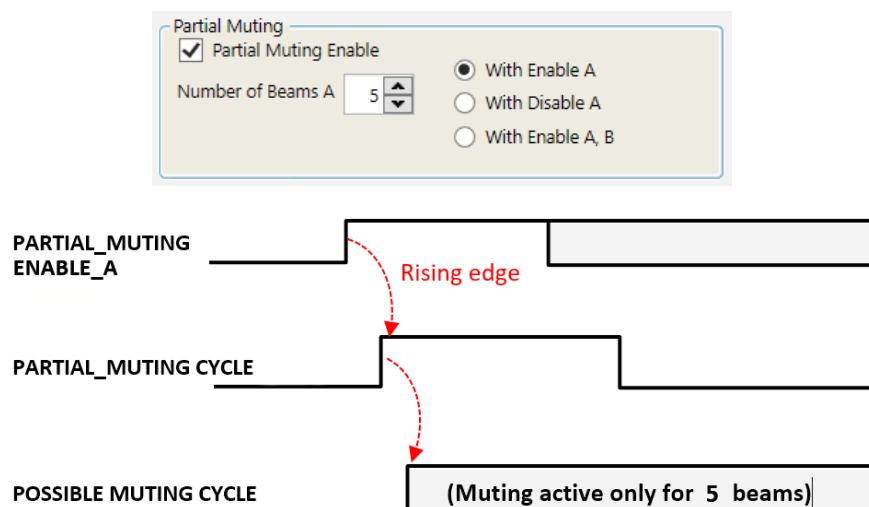 Partial Muting
Partial Muting Enable
Number of Beams A 5
With Enable A
With Disable A
With Enable A, B
PARTIAL_MUTING
ENABLE_A
Rising edge
PARTIAL_MUTING CYCLE
POSSIBLE MUTING CYCLE
(Muting active only for 5 beams)